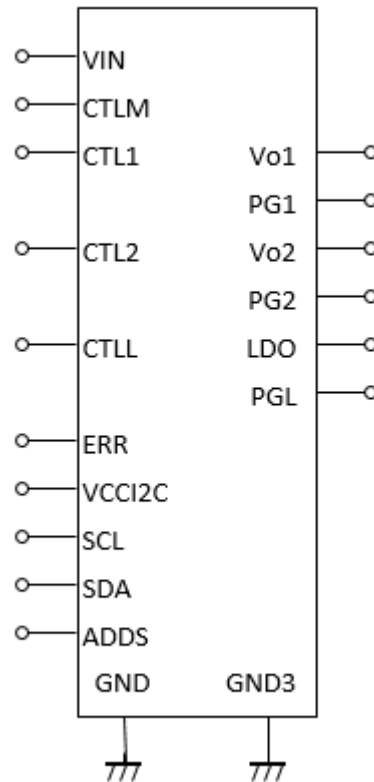 VIN
CTLM
CTL1 Vo1
PG1
CTL2 Vo2
PG2
CTLL LDO
PGL
ERR
VCCI2C
SCL
SDA
ADDS
GND GND3